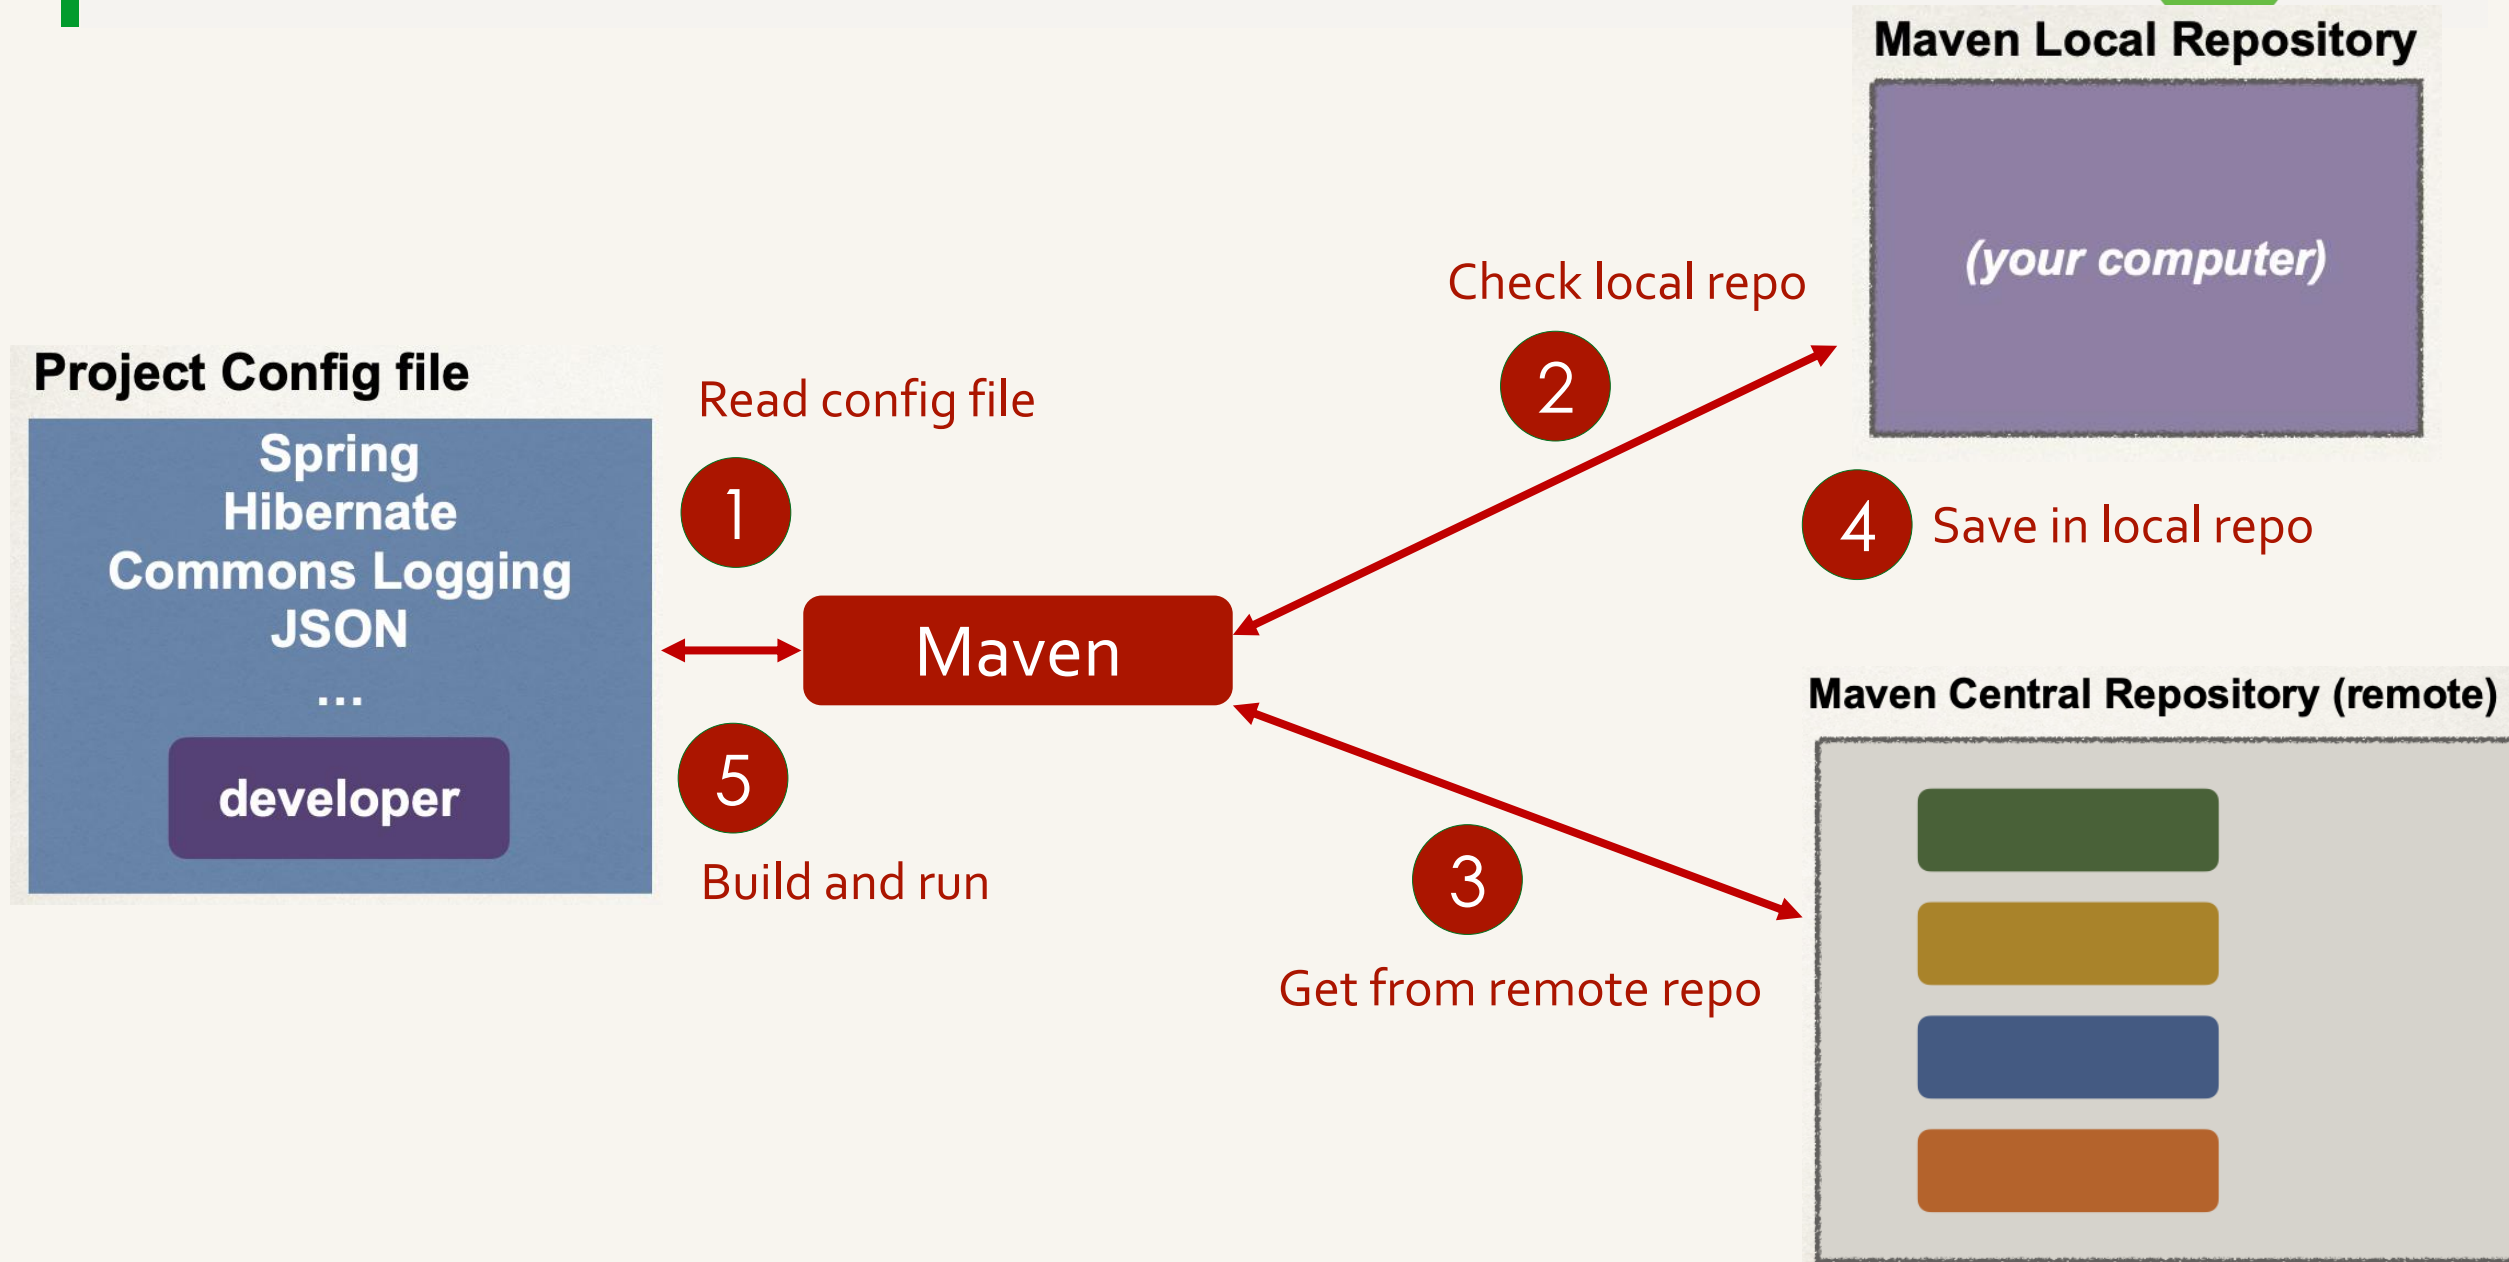 Maven Local Repository
(your computer)
Check local repo
2
Project Config file
Spring
Hibernate
Commons Logging
JSON
...
developer
Read config file
1
4
Save in local repo
Maven
Maven Central Repository (remote)
5
Build and run
3
Get from remote repo